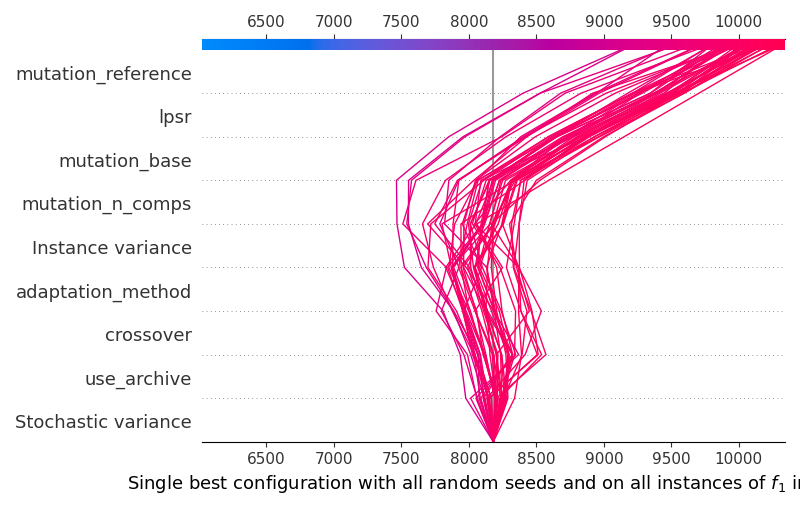 6500 7000 7500 8000 8500 9000 9500 10000
mutation_reference
lpsr
mutation_base
mutation_n_comps
Instance variance
adaptation_method
crossover
use_archive
Stochastic variance
6500 7000 7500 8000 8500 9000 9500 10000
Single best configuration with all random seeds and on all instances of f₁